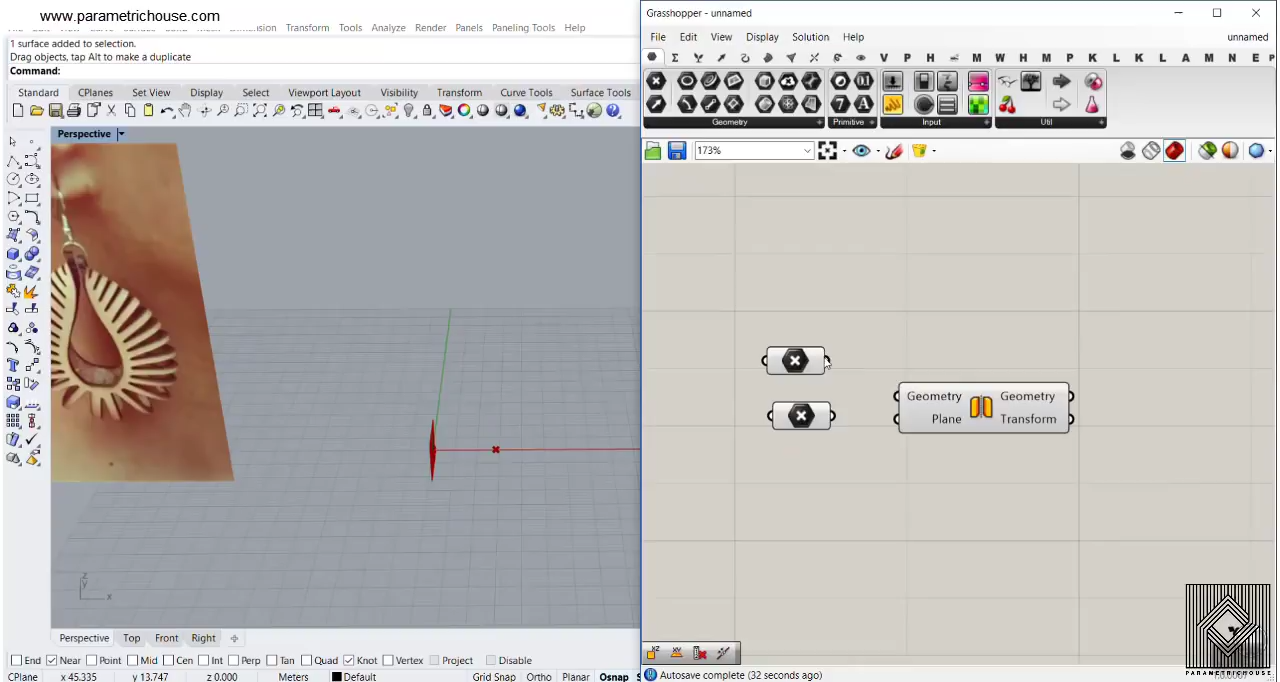 www.parametrichouse.com
Transform Tools Analyze Render Panels Paneling Tools Help
1 surface added to selection.
Drag objects, tap Alt to make a duplicate
Command:
Standard CPlanes Set View Display Select Viewport Layout Visibility Transform Curve Tools Surface Tools
Perspective
z
y
x
Perspective Top Front Right
End Near Point Mid Cen Int Perp Tan Quad Knot Vertex Project Disable
CPlane x 45.335 y 13.747 z 0.000 Meters Default Grid Snap Ortho Planar Osnap
Grasshopper - unnamed
File Edit View Display Solution Help unnamed
V P H M W H M P K L K L A M N E P
Geometry Primitive Input Util
173%
Geometry Geometry
Plane Transform
XZ XY
Autosave complete (32 seconds ago)
PARAMETRICHOUSE